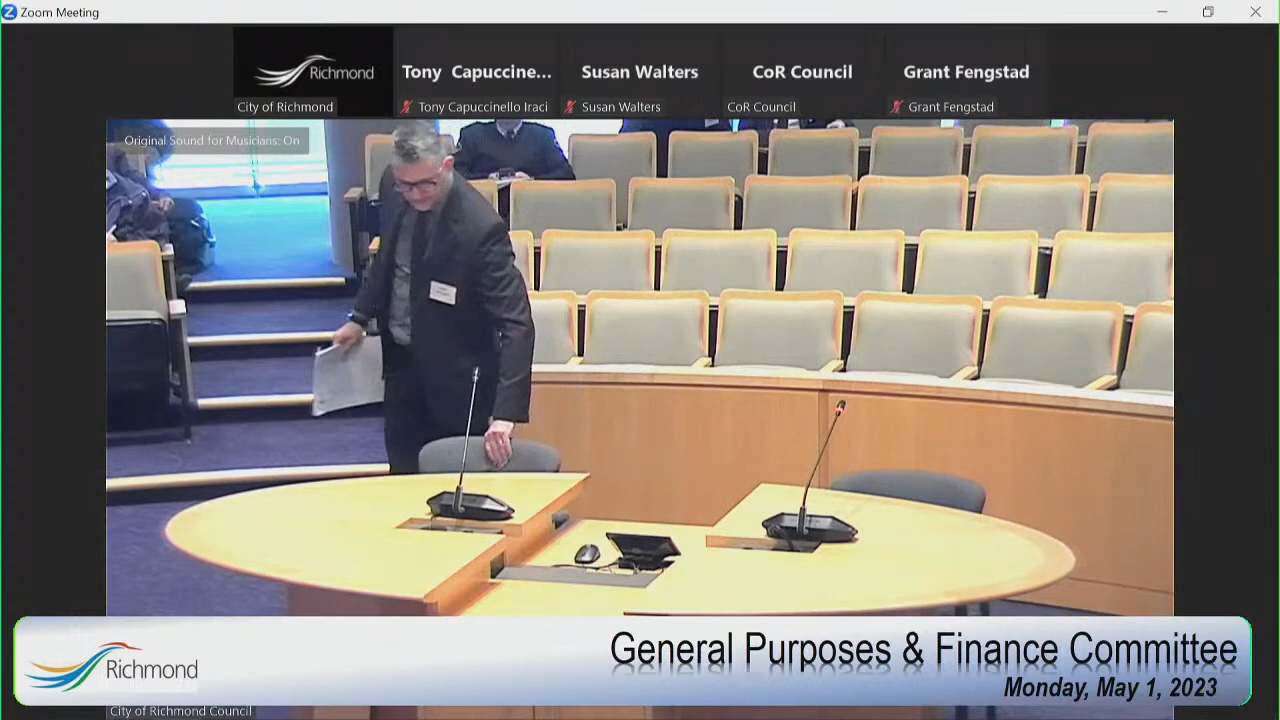 Zoom Meeting
Richmond
Tony Capuccine...
Susan Walters
CoR Council
Grant Fengstad
City of Richmond
Tony Capuccinello Iraci
Susan Walters
CoR Council
Grant Fengstad
Original Sound for Musicians: On
General Purposes & Finance Committee
Richmond
Monday, May 1, 2023
City of Richmond Council